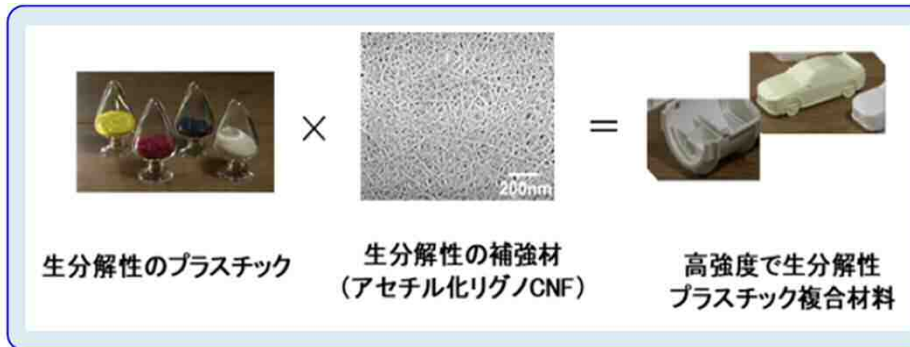 ×
200nm
=
生分解性のプラスチック
生分解性の補強材
（アセチル化リグノCNF）
高強度で生分解性
プラスチック複合材料